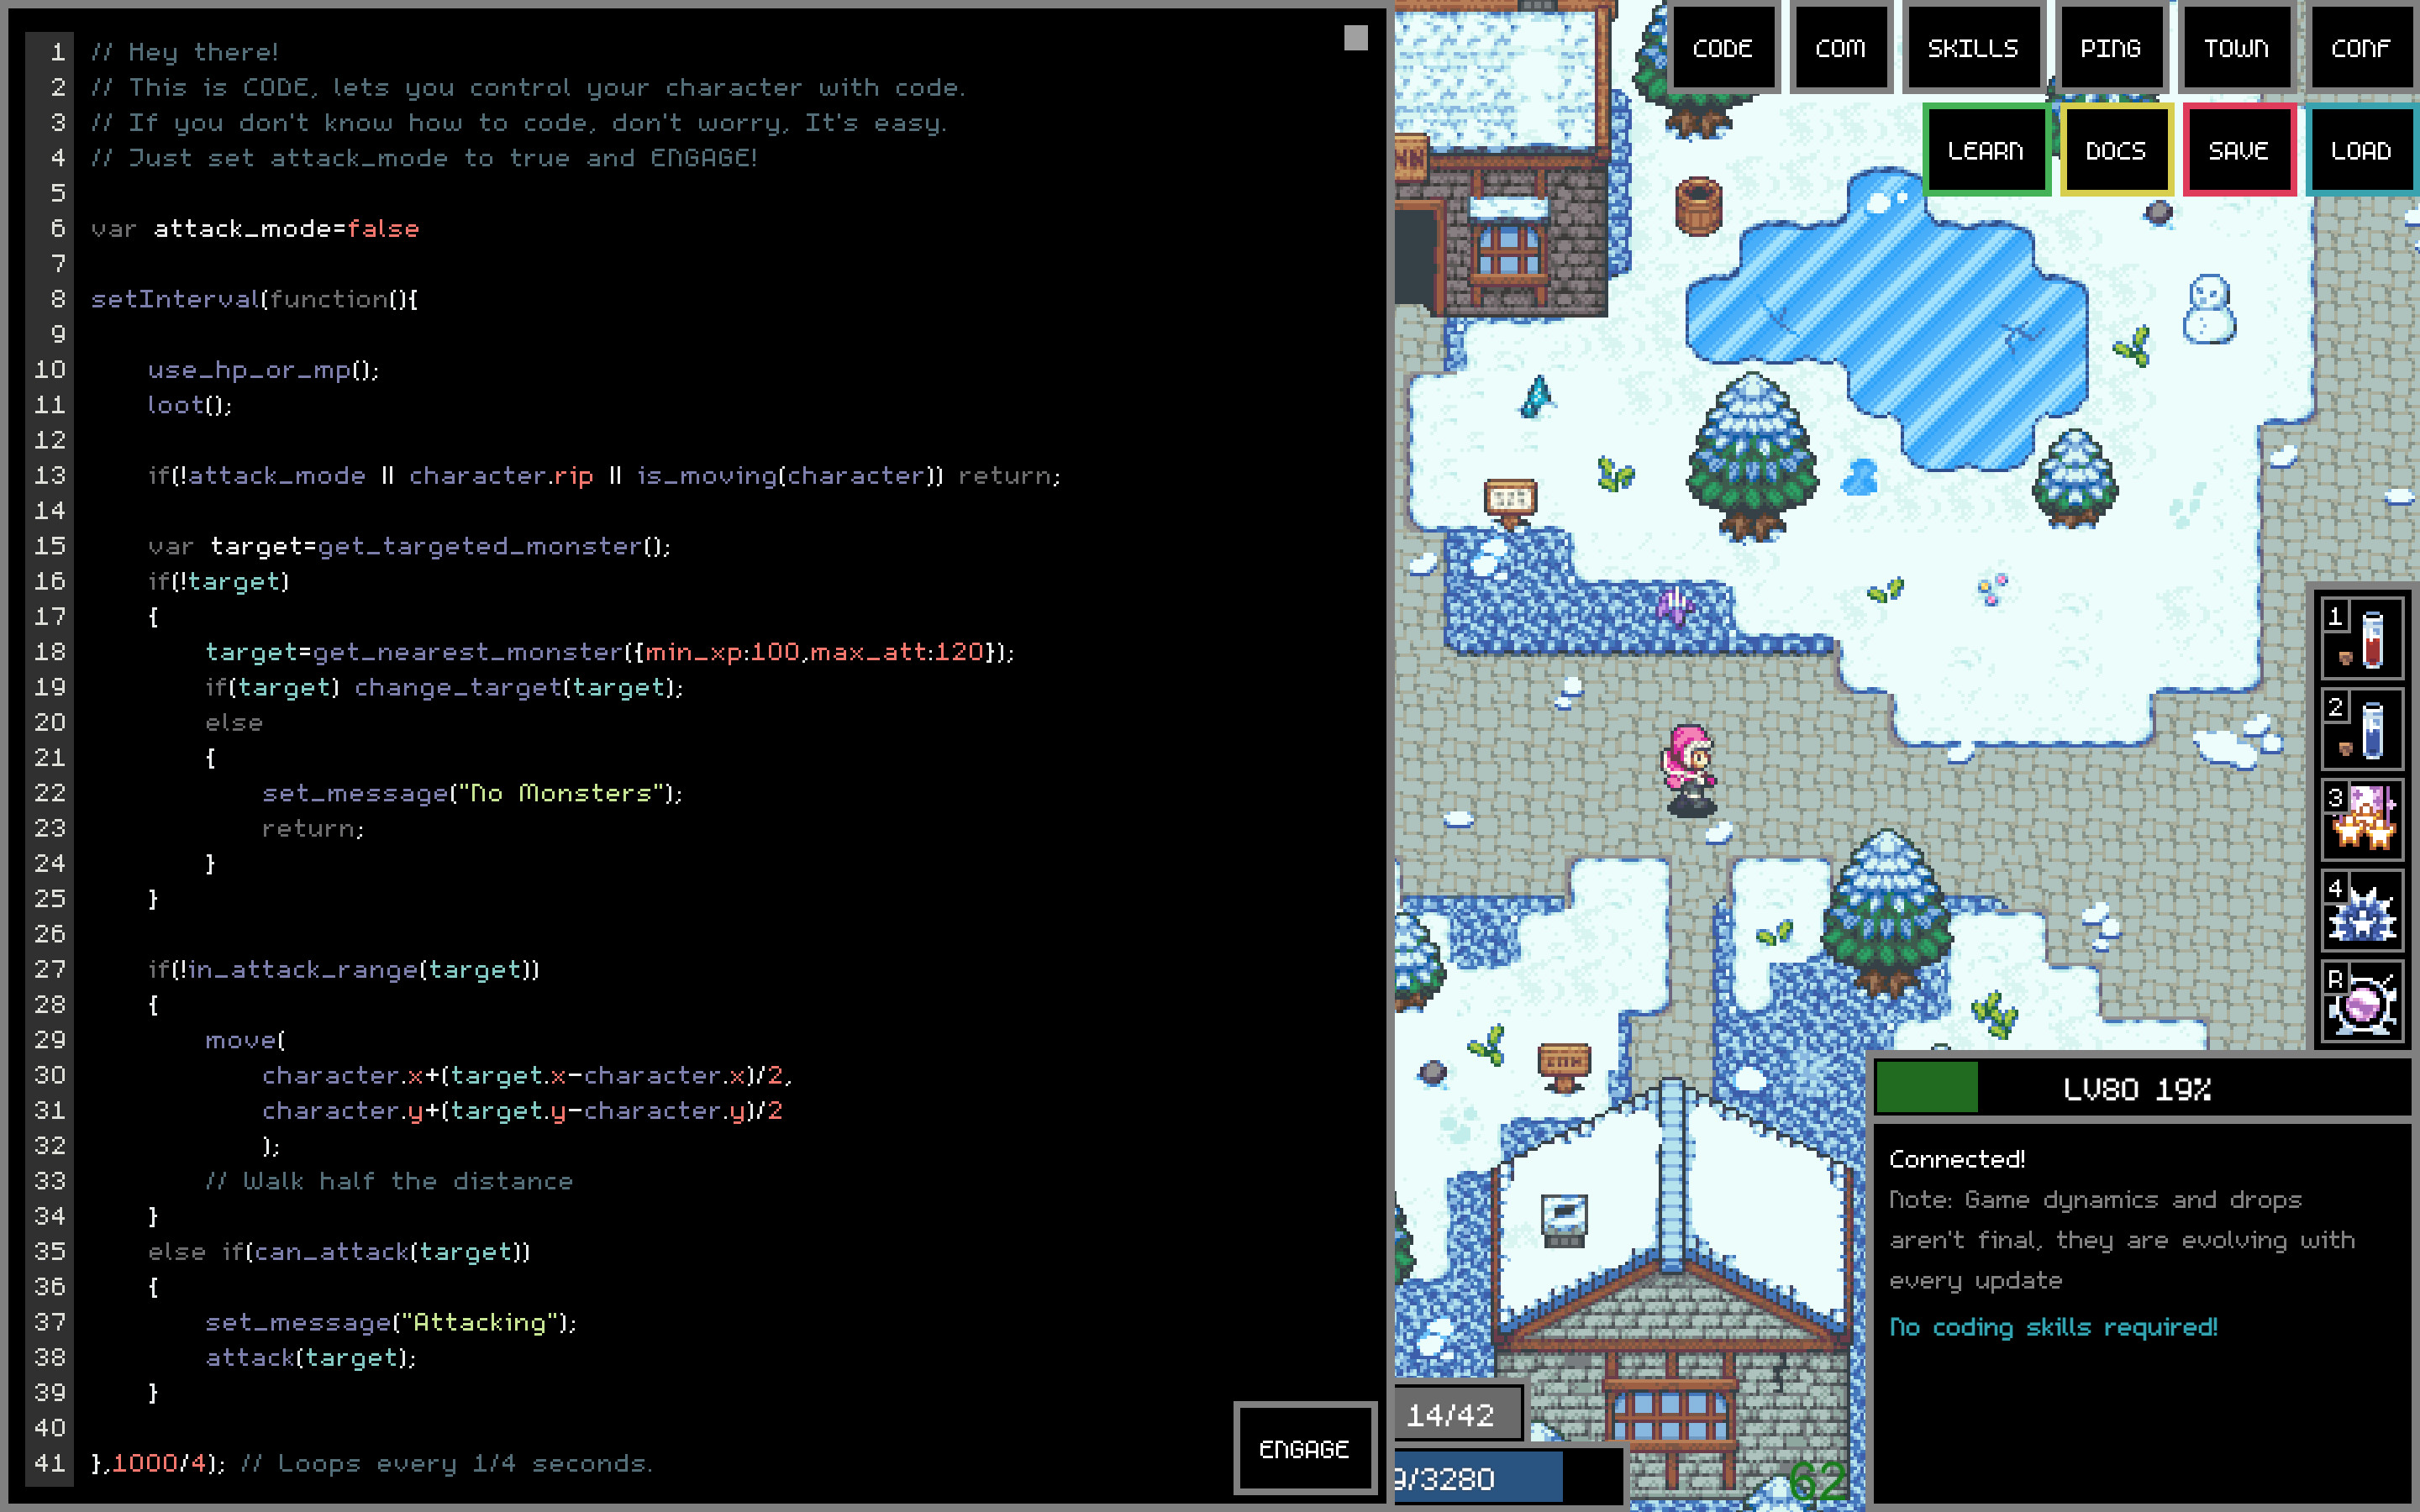 1 // Hey there!
2 // This is CODE, lets you control your character with code.
3 // If you don't know how to code, don't worry, It's easy.
4 // Just set attack_mode to true and ENGAGE!
5
6 var attack_mode=false
7
8 setInterval(function(){
9
10 use_hp_or_mp();
11 loot();
12
13 if(!attack_mode || character.rip || is_moving(character)) return;
14
15 var target=get_targeted_monster();
16 if(!target)
17 {
18 target=get_nearest_monster({min_xp:100,max_att:120});
19 if(target) change_target(target);
20 else
21 {
22 set_message("No Monsters");
23 return;
24 }
25 }
26
27 if(!in_attack_range(target))
28 {
29 move(
30 character.x+(target.x-character.x)/2,
31 character.y+(target.y-character.y)/2
32 );
33 // Walk half the distance
34 }
35 else if(can_attack(target))
36 {
37 set_message("Attacking");
38 attack(target);
39 }
40
41 },1000/4); // Loops every 1/4 seconds.
ENGAGE
CODE COM SKILLS PING TOWN CONF
LEARN DOCS SAVE LOAD
1
2
3
4
R
LV80 19%
Connected!
Note: Game dynamics and drops
aren't final, they are evolving with
every update
No coding skills required!
14/42
9/3280
62